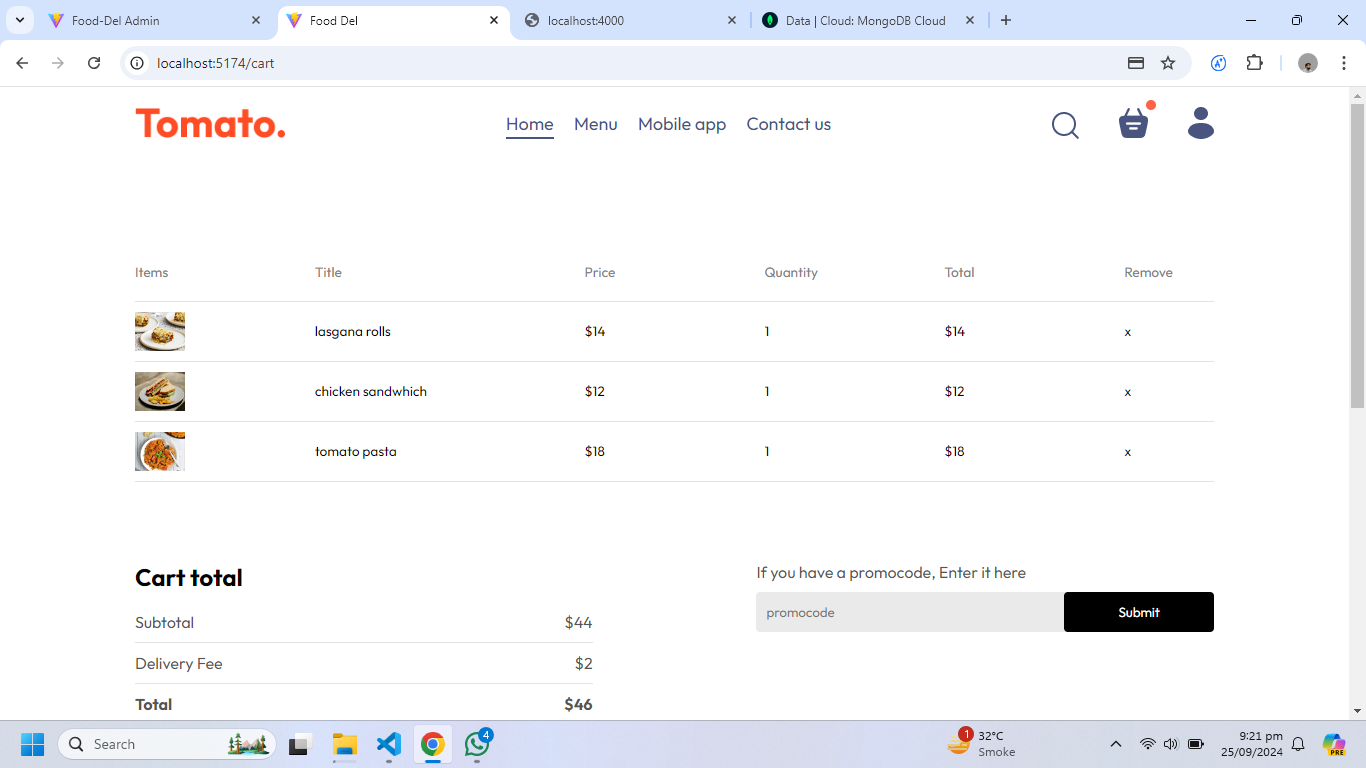 Food-Del Admin
Food Del
localhost:4000
Data | Cloud: MongoDB Cloud
localhost:5174/cart
Tomato.
Home Menu Mobile app Contact us
Items Title Price Quantity Total Remove
lasgana rolls $14 1 $14 x
chicken sandwhich $12 1 $12 x
tomato pasta $18 1 $18 x
Cart total
Subtotal $44
Delivery Fee $2
Total $46
If you have a promocode, Enter it here
promocode Submit
Search
4
1
32°C
Smoke
9:21 pm
25/09/2024
PRE